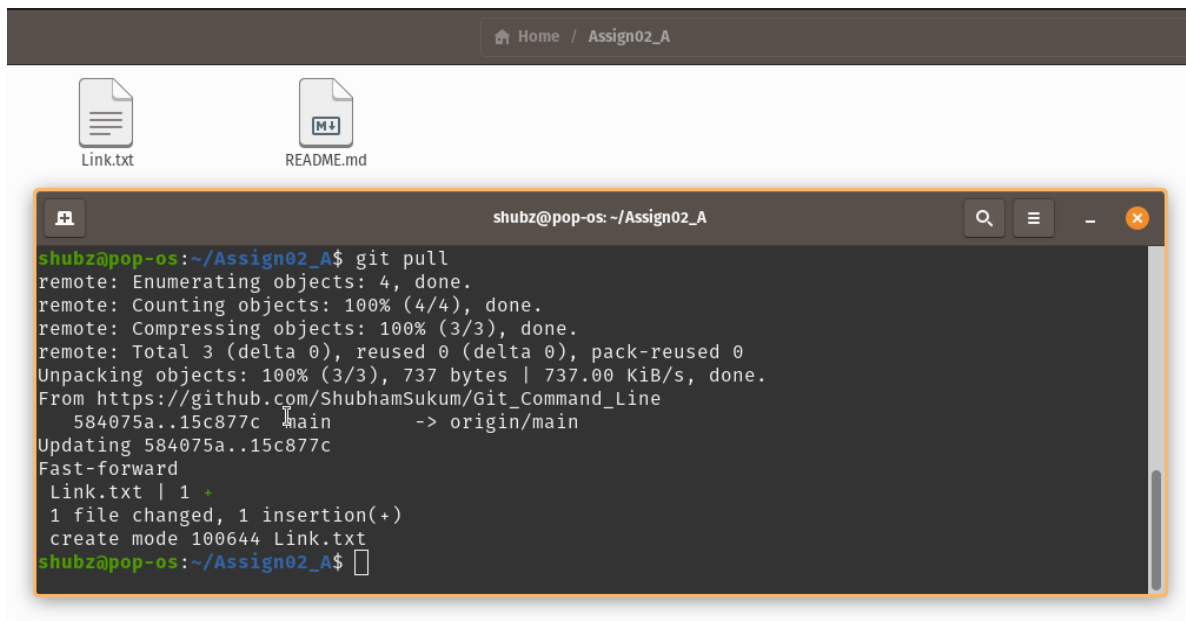 Home / Assign02_A
Link.txt
M↓
README.md
shubz@pop-os: ~/Assign02_A
shubz@pop-os:~/Assign02_A$ git pull
remote: Enumerating objects: 4, done.
remote: Counting objects: 100% (4/4), done.
remote: Compressing objects: 100% (3/3), done.
remote: Total 3 (delta 0), reused 0 (delta 0), pack-reused 0
Unpacking objects: 100% (3/3), 737 bytes | 737.00 KiB/s, done.
From https://github.com/ShubhamSukum/Git_Command_Line
   584075a..15c877c  main       -> origin/main
Updating 584075a..15c877c
Fast-forward
 Link.txt | 1 +
 1 file changed, 1 insertion(+)
 create mode 100644 Link.txt
shubz@pop-os:~/Assign02_A$